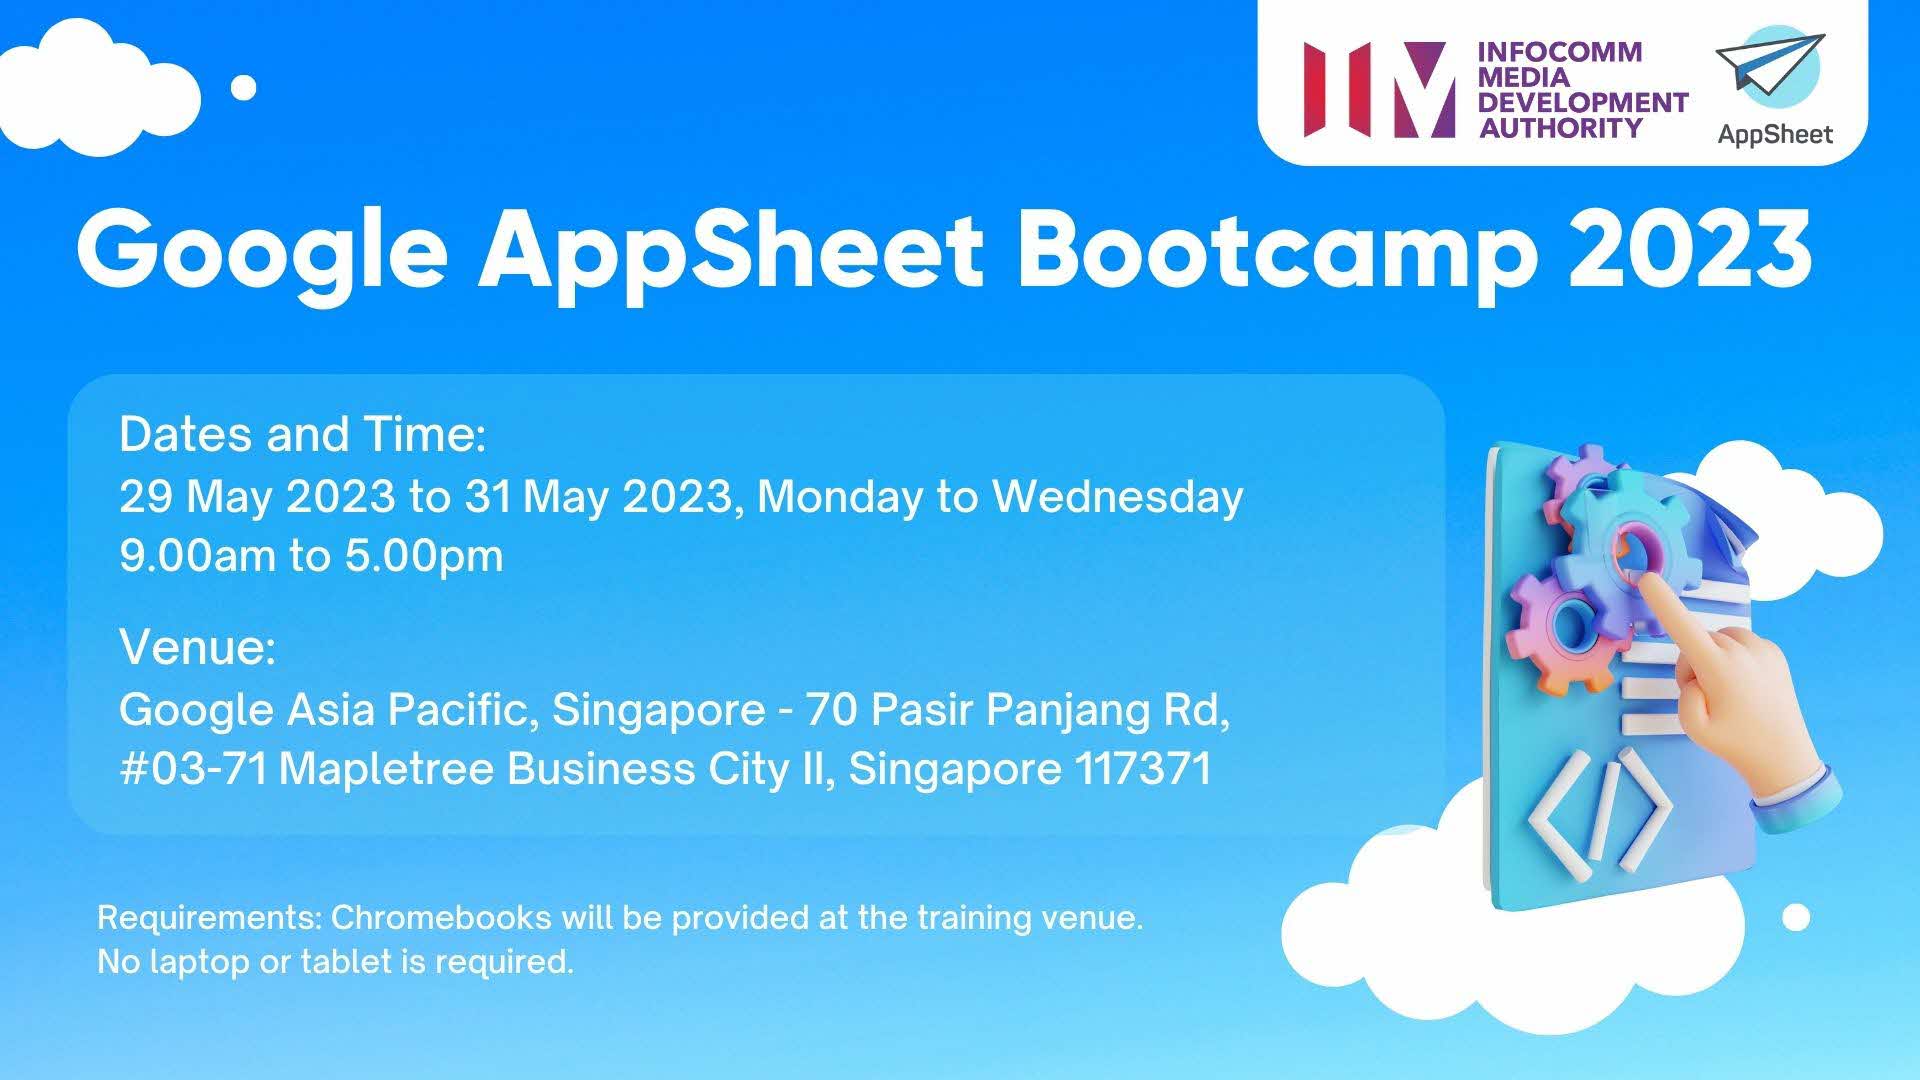 INFOCOMM
MEDIA
DEVELOPMENT
AUTHORITY
AppSheet
Google AppSheet Bootcamp 2023
Dates and Time:
29 May 2023 to 31 May 2023, Monday to Wednesday
9.00am to 5.00pm
Venue:
Google Asia Pacific, Singapore - 70 Pasir Panjang Rd,
#03-71 Mapletree Business City II, Singapore 117371
Requirements: Chromebooks will be provided at the training venue.
No laptop or tablet is required.